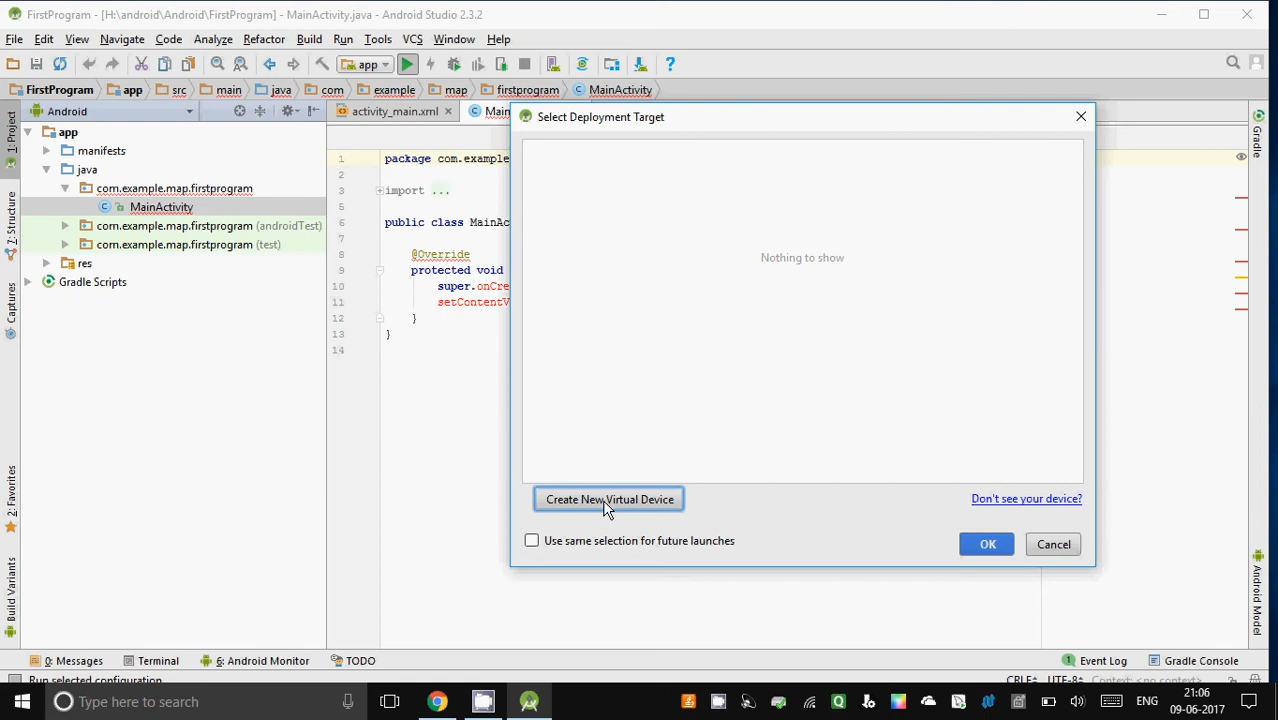 FirstProgram - [H:\android\Android\FirstProgram] - MainActivity.java - Android Studio 2.3.2
File Edit View Navigate Code Analyze Refactor Build Run Tools VCS Window Help
app
FirstProgram app src main java com example map firstprogram MainActivity
1: Project
7: Structure
Captures
2: Favorites
Build Variants
Android
app
manifests
java
com.example.map.firstprogram
MainActivity
com.example.map.firstprogram (androidTest)
com.example.map.firstprogram (test)
res
Gradle Scripts
activity_main.xml
1 package com.example
3 import ...
5
6 public class
7
8 @Override
9 protected void
10
11
12 }
13 }
14
Select Deployment Target
Nothing to show
Create New Virtual Device
Don't see your device?
Use same selection for future launches
OK
Cancel
Gradle
Android Model
0: Messages Terminal 6: Android Monitor TODO Event Log Gradle Console
Run selected configuration CRLF UTF-8 Context: <no context>
Type here to search
ENG
21:06
09-06-2017